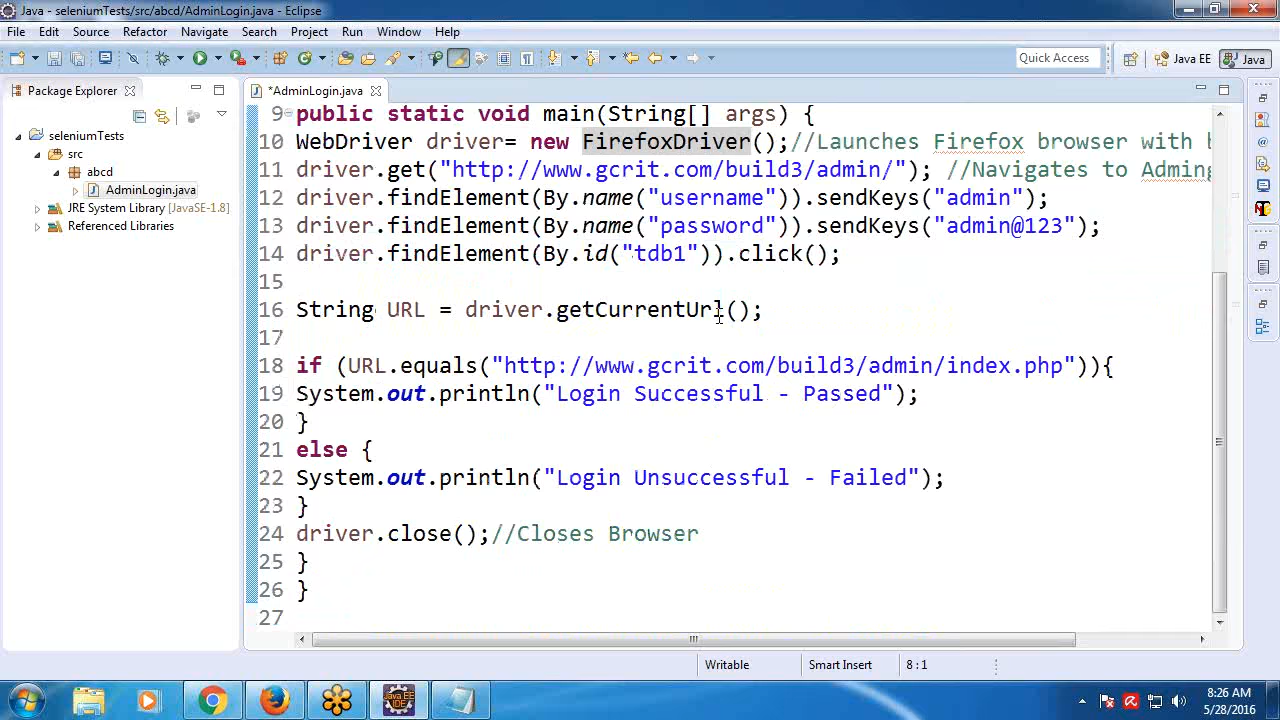 Java - seleniumTests/src/abcd/AdminLogin.java - Eclipse
File Edit Source Refactor Navigate Search Project Run Window Help
Quick Access
Java EE
Java
Package Explorer
*AdminLogin.java
seleniumTests
src
abcd
AdminLogin.java
JRE System Library [JavaSE-1.8]
Referenced Libraries
9 public static void main(String[] args) {
10 WebDriver driver= new FirefoxDriver();//Launches Firefox browser with b
11 driver.get("http://www.gcrit.com/build3/admin/"); //Navigates to Adming
12 driver.findElement(By.name("username")).sendKeys("admin");
13 driver.findElement(By.name("password")).sendKeys("admin@123");
14 driver.findElement(By.id("tdb1")).click();
15
16 String URL = driver.getCurrentUrl();
17
18 if (URL.equals("http://www.gcrit.com/build3/admin/index.php")){
19 System.out.println("Login Successful - Passed");
20 }
21 else {
22 System.out.println("Login Unsuccessful - Failed");
23 }
24 driver.close();//Closes Browser
25 }
26 }
27
Writable
Smart Insert
8 : 1
Java EE
IDE
8:26 AM
5/28/2016